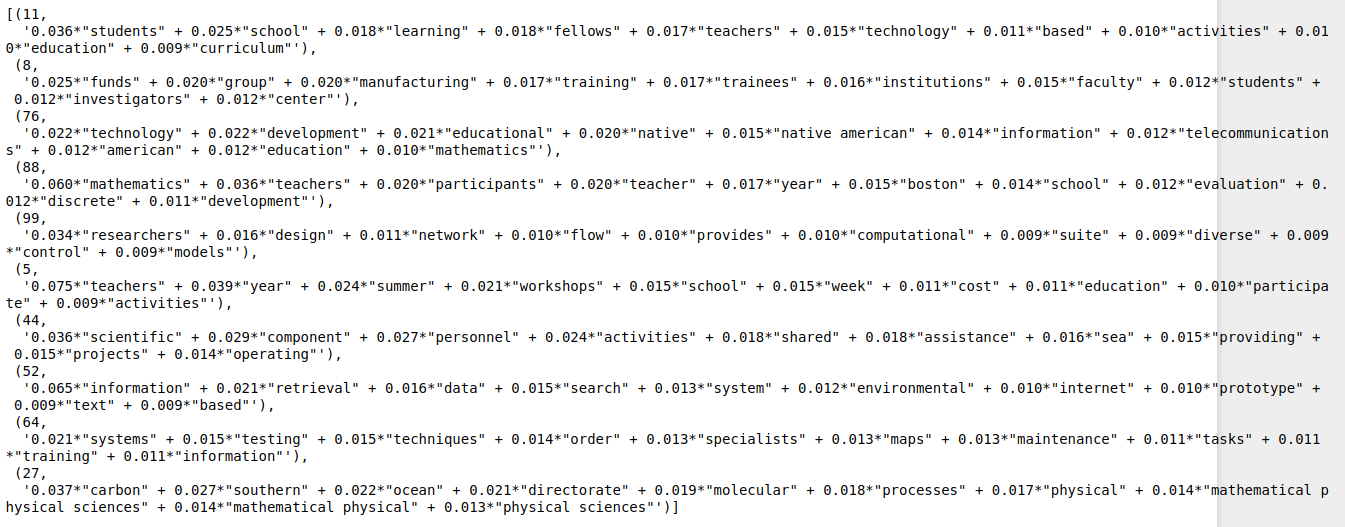 [(11,
'0.036*"students" + 0.025*"school" + 0.018*"learning" + 0.018*"fellows" + 0.017*"teachers" + 0.015*"technology" + 0.011*"based" + 0.010*"activities" + 0.01
0*"education" + 0.009*"curriculum"'),
(8,
'0.025*"funds" + 0.020*"group" + 0.020*"manufacturing" + 0.017*"training" + 0.017*"trainees" + 0.016*"institutions" + 0.015*"faculty" + 0.012*"students" +
0.012*"investigators" + 0.012*"center"'),
(76,
'0.022*"technology" + 0.022*"development" + 0.021*"educational" + 0.020*"native" + 0.015*"native american" + 0.014*"information" + 0.012*"telecommunication
s" + 0.012*"american" + 0.012*"education" + 0.010*"mathematics"'),
(88,
'0.060*"mathematics" + 0.036*"teachers" + 0.020*"participants" + 0.020*"teacher" + 0.017*"year" + 0.015*"boston" + 0.014*"school" + 0.012*"evaluation" + 0.
012*"discrete" + 0.011*"development"'),
(99,
'0.034*"researchers" + 0.016*"design" + 0.011*"network" + 0.010*"flow" + 0.010*"provides" + 0.010*"computational" + 0.009*"suite" + 0.009*"diverse" + 0.009
*"control" + 0.009*"models"'),
(5,
'0.075*"teachers" + 0.039*"year" + 0.024*"summer" + 0.021*"workshops" + 0.015*"school" + 0.015*"week" + 0.011*"cost" + 0.011*"education" + 0.010*"participa
te" + 0.009*"activities"'),
(44,
'0.036*"scientific" + 0.029*"component" + 0.027*"personnel" + 0.024*"activities" + 0.018*"shared" + 0.018*"assistance" + 0.016*"sea" + 0.015*"providing" +
0.015*"projects" + 0.014*"operating"'),
(52,
'0.065*"information" + 0.021*"retrieval" + 0.016*"data" + 0.015*"search" + 0.013*"system" + 0.012*"environmental" + 0.010*"internet" + 0.010*"prototype" +
0.009*"text" + 0.009*"based"'),
(64,
'0.021*"systems" + 0.015*"testing" + 0.015*"techniques" + 0.014*"order" + 0.013*"specialists" + 0.013*"maps" + 0.013*"maintenance" + 0.011*"tasks" + 0.011
*"training" + 0.011*"information"'),
(27,
'0.037*"carbon" + 0.027*"southern" + 0.022*"ocean" + 0.021*"directorate" + 0.019*"molecular" + 0.018*"processes" + 0.017*"physical" + 0.014*"mathematical p
hysical sciences" + 0.014*"mathematical physical" + 0.013*"physical sciences"')]